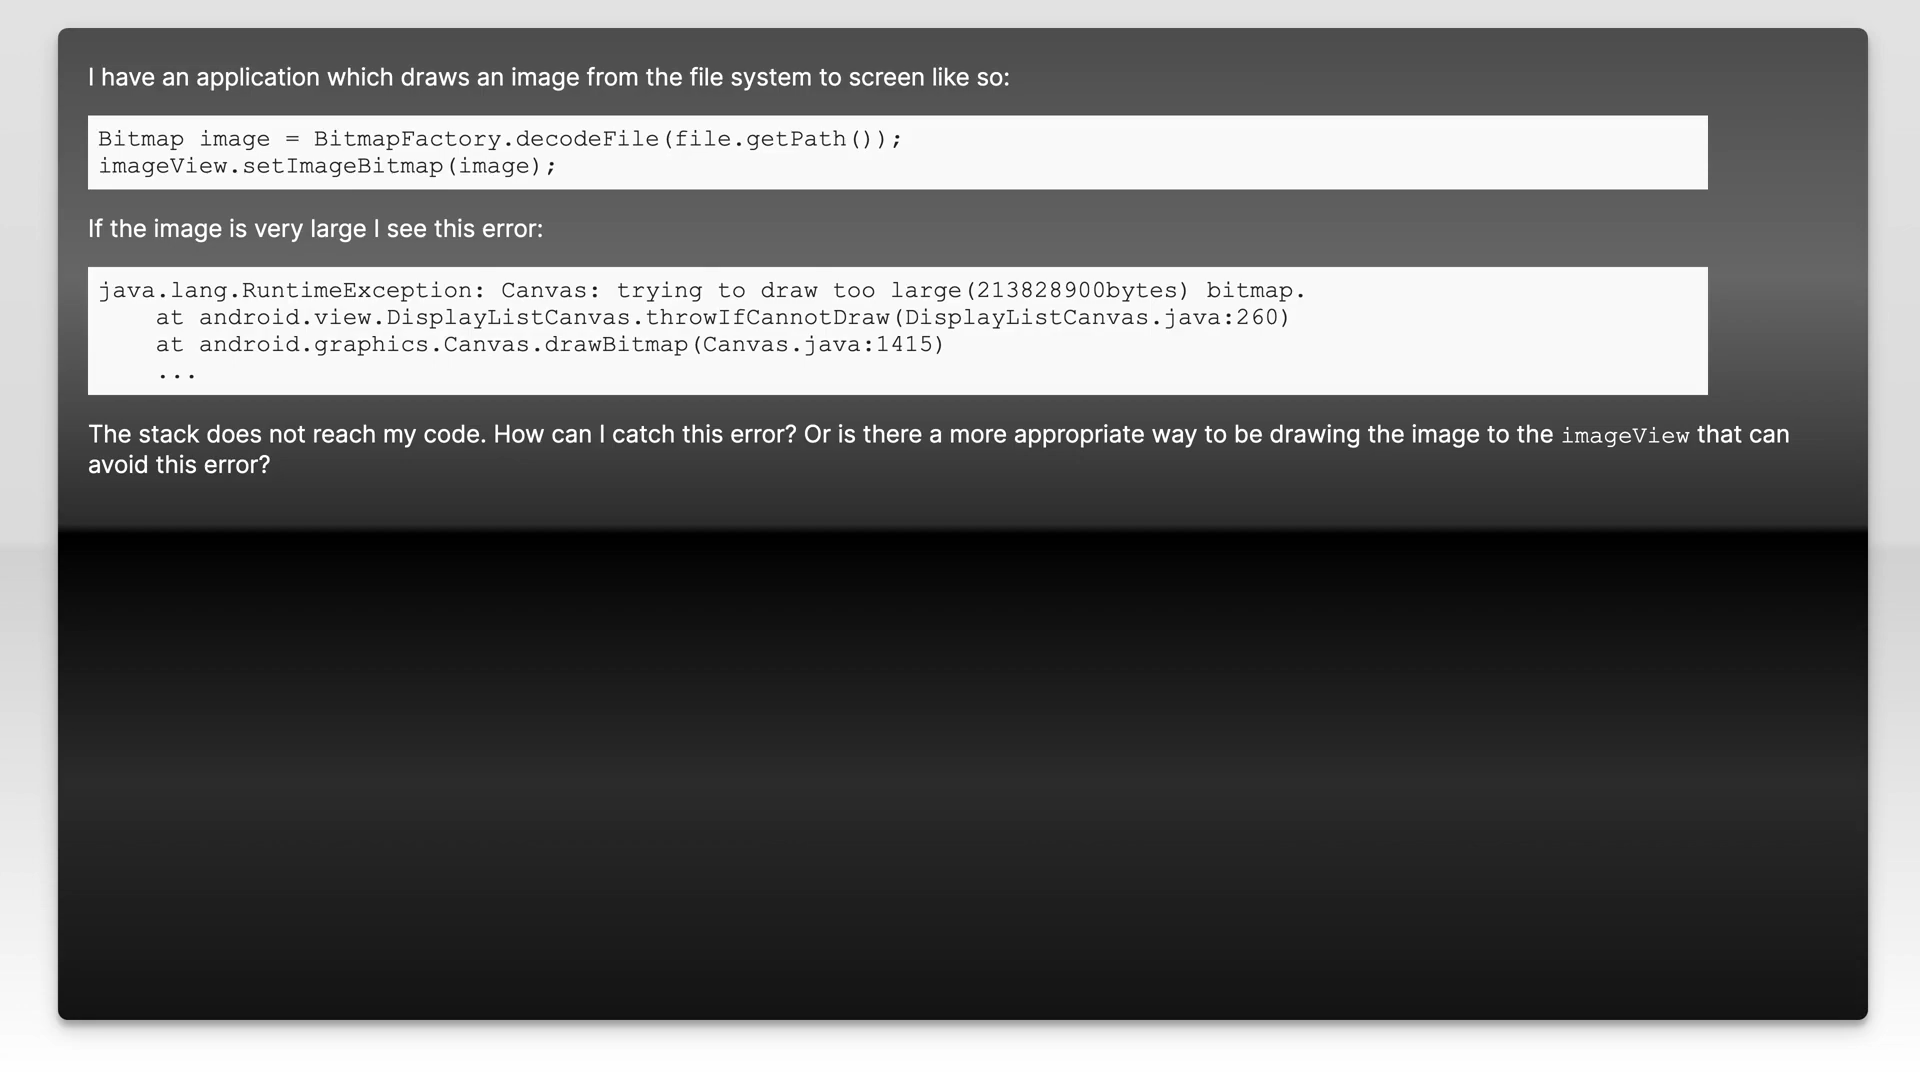 I have an application which draws an image from the file system to screen like so:
Bitmap image = BitmapFactory.decodeFile(file.getPath());
imageView.setImageBitmap(image);
If the image is very large I see this error:
java.lang.RuntimeException: Canvas: trying to draw too large(213828900bytes) bitmap.
    at android.view.DisplayListCanvas.throwIfCannotDraw(DisplayListCanvas.java:260)
    at android.graphics.Canvas.drawBitmap(Canvas.java:1415)
    ...
The stack does not reach my code. How can I catch this error? Or is there a more appropriate way to be drawing the image to the imageView that can
avoid this error?